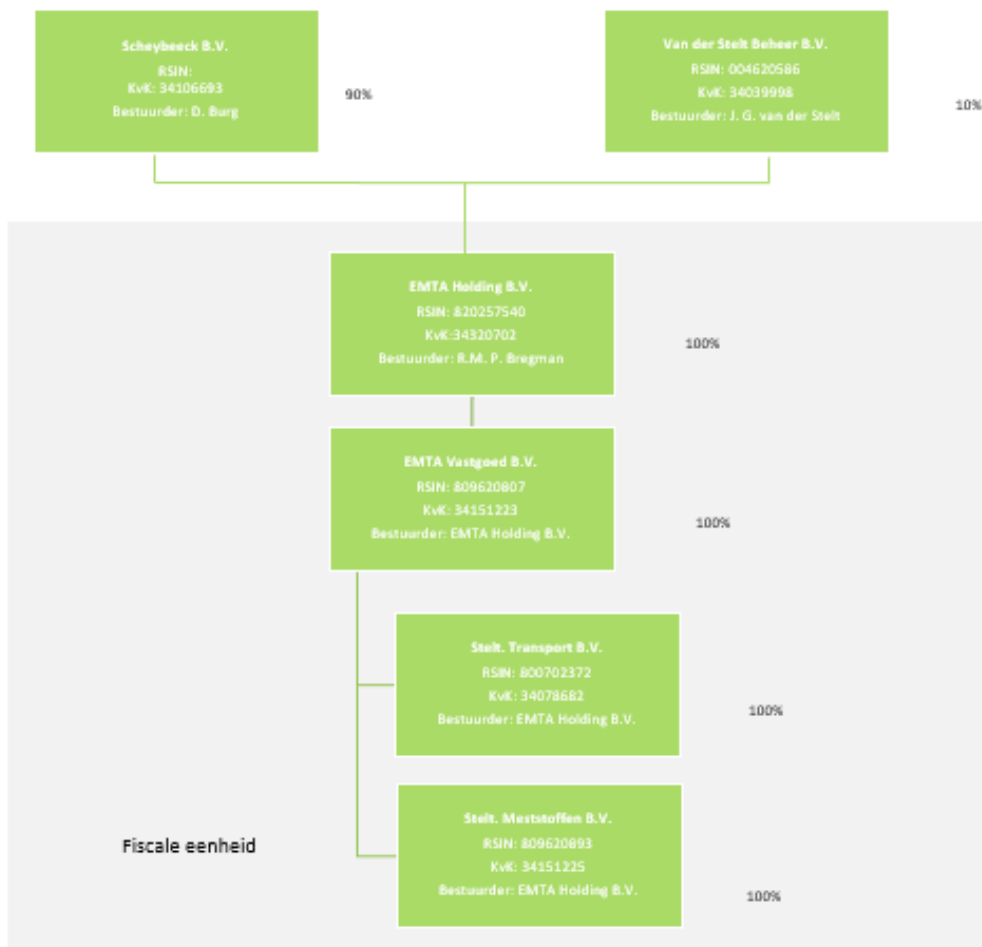 Scheybeeck B.V.
RSIN:
KvK: 34106693
Bestuurder: D. Burg
90%
Van der Stelt Beheer B.V.
RSIN: 004620586
KvK: 34039998
Bestuurder: J. G. van der Stelt
10%
EMTA Holding B.V.
RSIN: 820257540
KvK:34320702
Bestuurder: R.M. P. Bregman
100%
EMTA Vastgoed B.V.
RSIN: 809620807
KvK: 34151223
Bestuurder: EMTA Holding B.V.
100%
Stelt. Transport B.V.
RSIN: 800702372
KvK: 34078682
Bestuurder: EMTA Holding B.V.
100%
Stelt. Meststoffen B.V.
RSIN: 809620893
KvK: 34151225
Bestuurder: EMTA Holding B.V.
100%
Fiscale eenheid